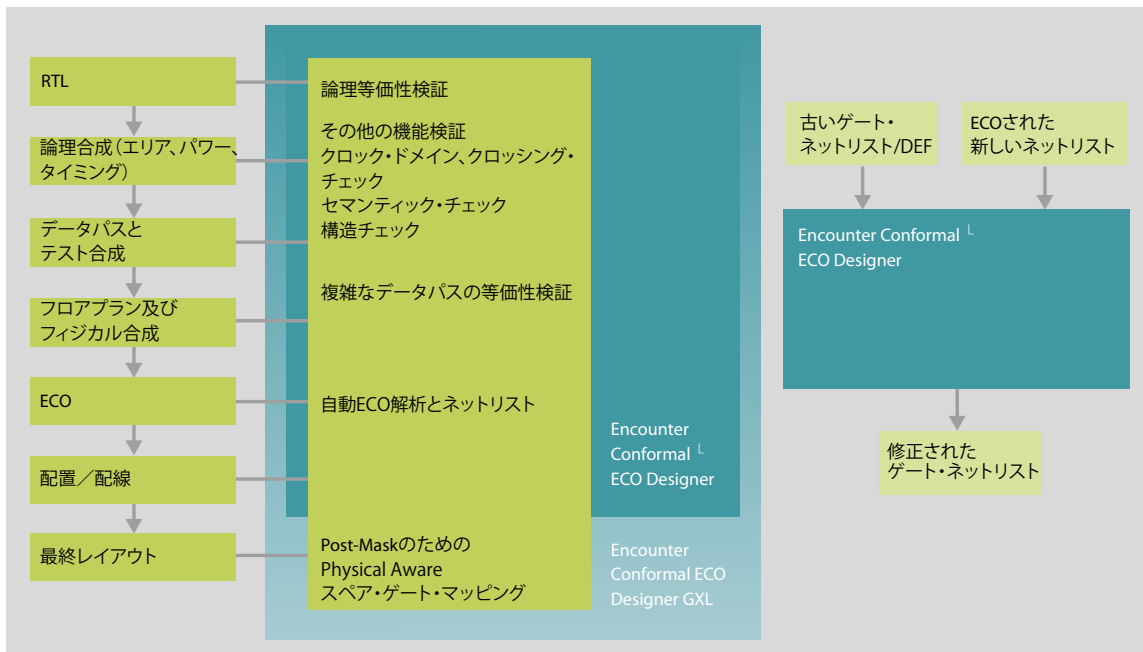 RTL
論理合成（エリア、パワー、
タイミング）
データパスと
テスト合成
フロアプラン及び
フィジカル合成
ECO
配置／配線
最終レイアウト
論理等価性検証
その他の機能検証
クロック・ドメイン、クロッシング・
チェック
セマンティック・チェック
構造チェック
複雑なデータパスの等価性検証
自動ECO解析とネットリスト
Post-Maskのための
Physical Aware
スペア・ゲート・マッピング
Encounter
Conformal L
ECO Designer
Encounter
Conformal ECO
Designer GXL
古いゲート・
ネットリスト/DEF
ECOされた
新しいネットリスト
Encounter Conformal L
ECO Designer
修正された
ゲート・ネットリスト